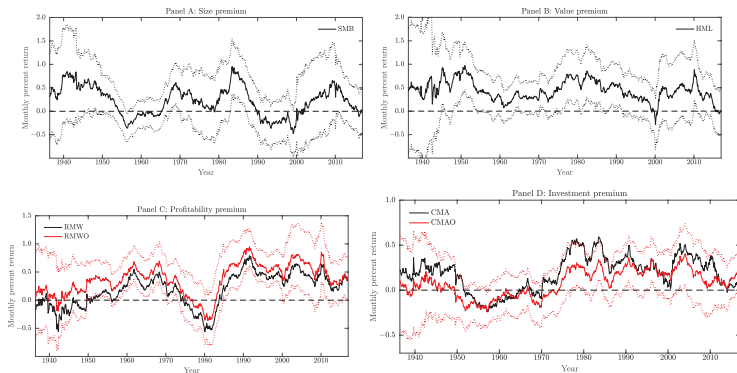 Panel A: Size premium
2.0
1.5
1.0
0.5
0.0
−0.5
Monthly percent return
SMB
1940 1950 1960 1970 1980 1990 2000 2010
Year
Panel B: Value premium
2.0
1.5
1.0
0.5
0.0
−0.5
Monthly percent return
HML
1940 1950 1960 1970 1980 1990 2000 2010
Year
Panel C: Profitability premium
1.5
1.0
0.5
0.0
−0.5
Monthly percent return
RMW
RMWO
1940 1950 1960 1970 1980 1990 2000 2010
Year
Panel D: Investment premium
1.0
0.5
0.0
−0.5
Monthly percent return
CMA
CMAO
1940 1950 1960 1970 1980 1990 2000 2010
Year